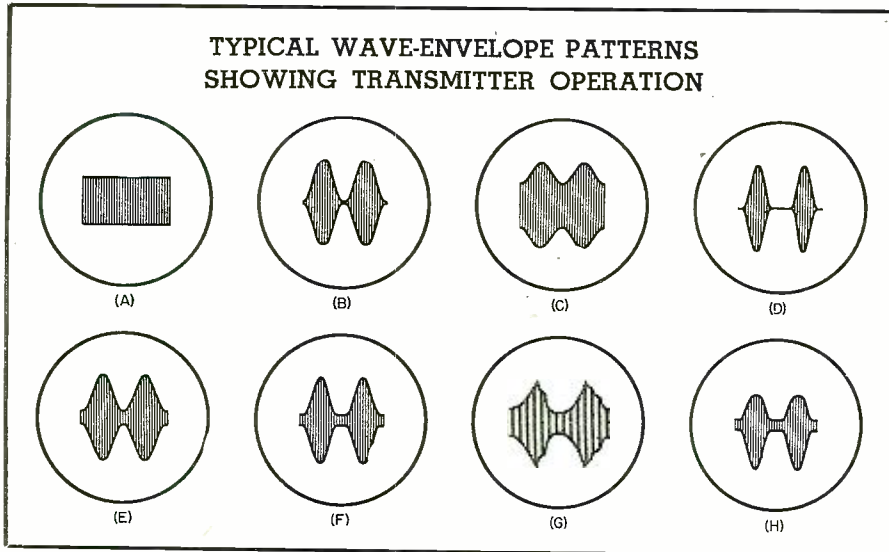 TYPICAL WAVE-ENVELOPE PATTERNS
SHOWING TRANSMITTER OPERATION
(A)
(B)
(C)
(D)
(E)
(F)
(G)
(H)